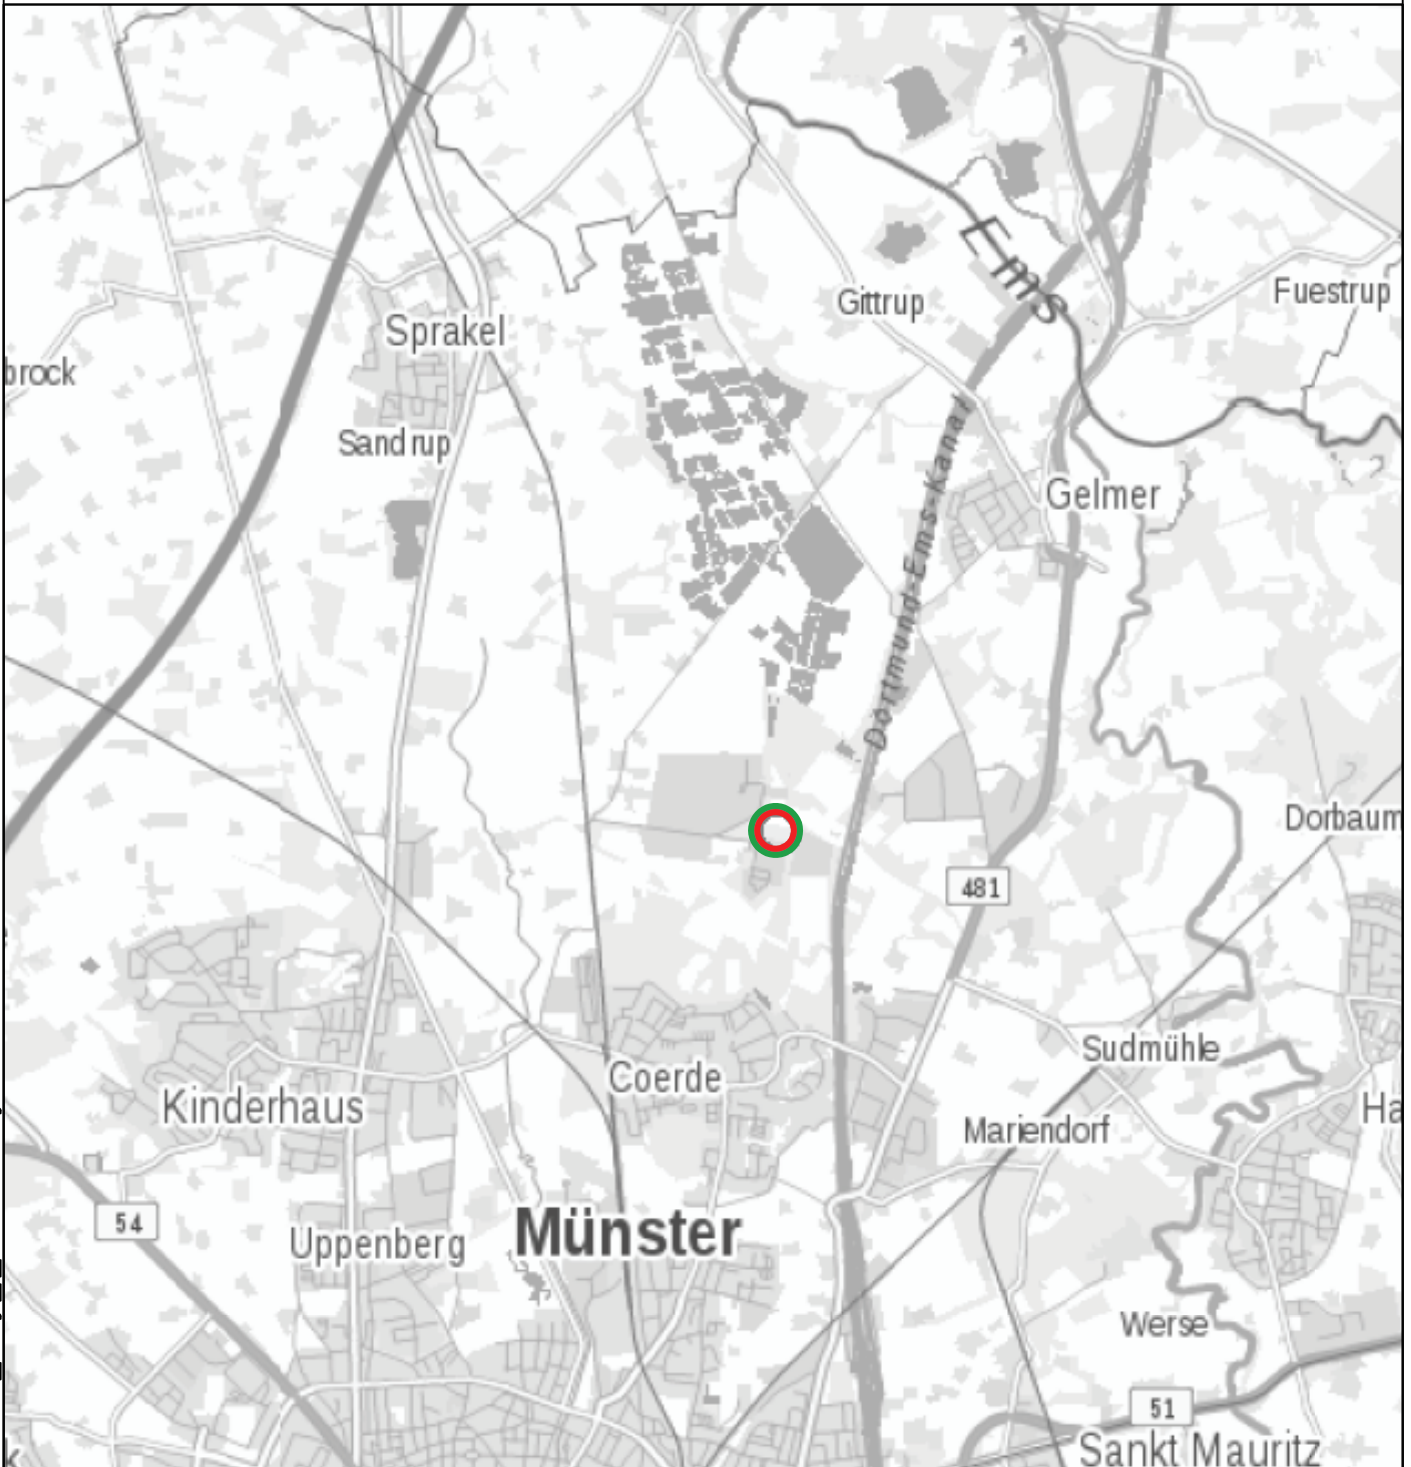 Ems
Gittrup
Fuestrup
Sprakel
brock
Sandrup
Dortmund-Ems-Kanal
Gelmer
Dorbaum
481
Sudmühle
Coerde
Kinderhaus
Ha
Mariendorf
54
Uppenberg
Münster
Werse
51
Sankt Mauritz
k